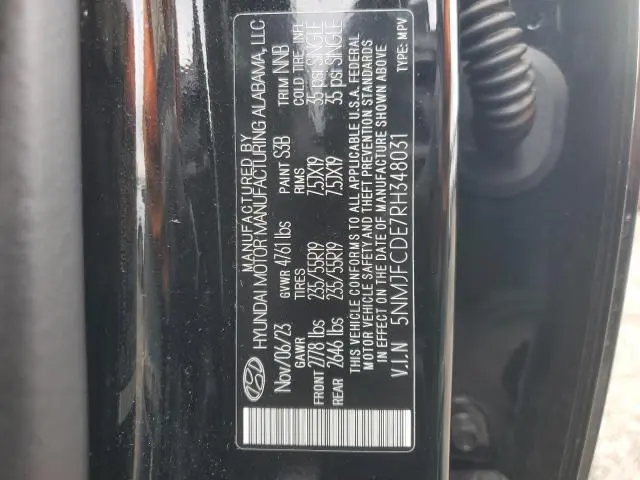 MANUFACTURED BY
HYUNDAI MOTOR MANUFACTURING ALABAMA, LLC
Nov/06/23 GVWR 4761 lbs PAINT S3B TRIM NNB
GAWR TIRES RIMS COLD TIRE INFL
FRONT 2778 lbs 235/55R19 7.5JX19 35 psi SINGLE
REAR 2646 lbs 235/55R19 7.5JX19 35 psi SINGLE
THIS VEHICLE CONFORMS TO ALL APPLICABLE U.S.A. FEDERAL
MOTOR VEHICLE SAFETY AND THEFT PREVENTION STANDARDS
IN EFFECT ON THE DATE OF MANUFACTURE SHOWN ABOVE
V.I.N 5NMJFCDE7RH348031 TYPE: MPV